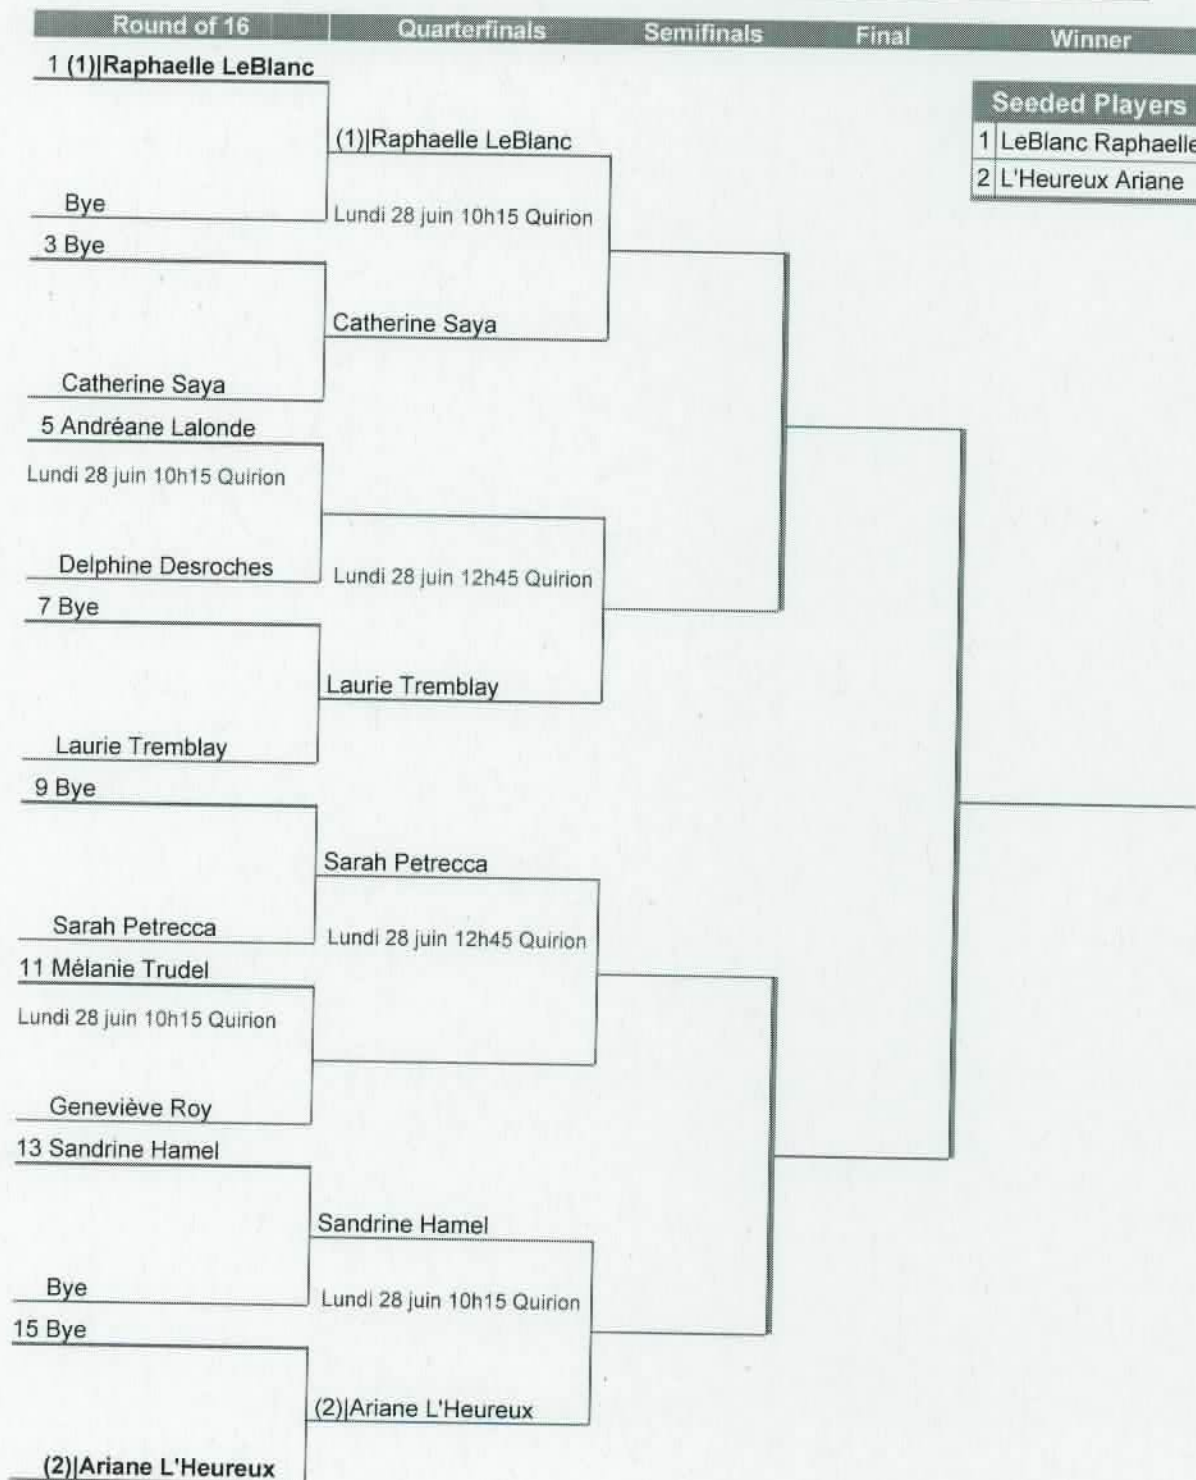 Round of 16 Quarterfinals Semifinals Final Winner
1 (1)|Raphaelle LeBlanc
Seeded Players
1 LeBlanc Raphaelle
2 L'Heureux Ariane
(1)|Raphaelle LeBlanc
Bye
Lundi 28 juin 10h15 Quirion
3 Bye
Catherine Saya
Catherine Saya
5 Andréane Lalonde
Lundi 28 juin 10h15 Quirion
Delphine Desroches
Lundi 28 juin 12h45 Quirion
7 Bye
Laurie Tremblay
Laurie Tremblay
9 Bye
Sarah Petrecca
Sarah Petrecca
Lundi 28 juin 12h45 Quirion
11 Mélanie Trudel
Lundi 28 juin 10h15 Quirion
Geneviève Roy
13 Sandrine Hamel
Sandrine Hamel
Bye
Lundi 28 juin 10h15 Quirion
15 Bye
(2)|Ariane L'Heureux
(2)|Ariane L'Heureux